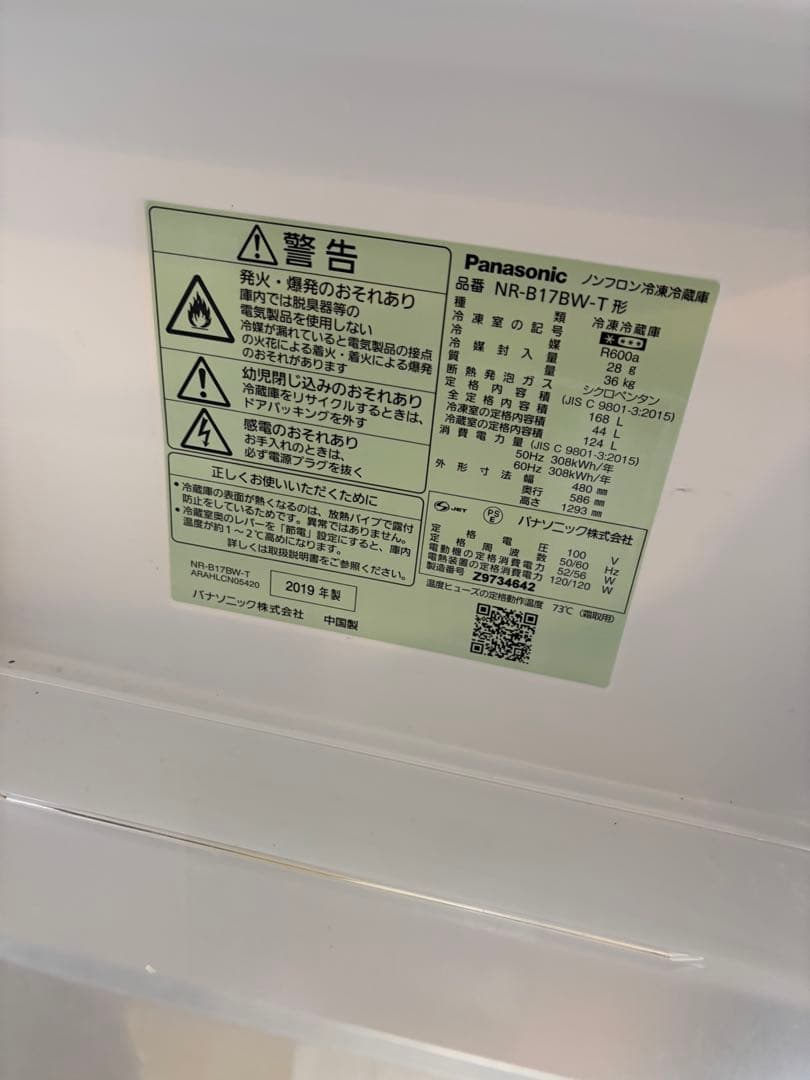 警告
発火・爆発のおそれあり
庫内では脱臭器等の
電気製品を使用しない
冷媒が漏れていると電気製品の接点
の火花による着火・着火による爆発
のおそれがあります
幼児閉じ込みのおそれあり
冷蔵庫をリサイクルするときは、
ドアパッキングを外す
感電のおそれあり
お手入れのときは、
必ず電源プラグを抜く
正しくお使いいただくために
• 冷蔵庫の表面が熱くなるのは、放熱パイプで露付
防止をしているためです。異常ではありません。
• 冷蔵室奥のレバーを「節電」設定にすると、庫内
温度が約1〜2℃高めになります。
詳しくは取扱説明書をご参照ください。
NR-B17BW-T
ARAHLCN05420
2019 年製
パナソニック株式会社 中国製
Panasonic ノンフロン冷凍冷蔵庫
品番 NR-B17BW-T 形
種類 冷凍冷蔵庫
冷凍室の記号 ＊＊＊＊
冷媒 R600a
冷媒封入量 28 g
質量 36 kg
断熱発泡ガス シクロペンタン
定格内容積 (JIS C 9801-3:2015)
全定格内容積 168 L
冷凍室の定格内容積 44 L
冷蔵室の定格内容積 124 L
消費電力量 (JIS C 9801-3:2015)
50Hz 308kWh/年
60Hz 308kWh/年
外形寸法 幅 480 mm
奥行 586 mm
高さ 1293 mm
S-JET PS E パナソニック株式会社
定格電圧 100 V
定格周波数 50/60 Hz
電動機の定格消費電力 52/56 W
電熱装置の定格消費電力 120/120 W
製造番号 Z9734642
温度ヒューズの定格動作温度 73℃ (霜取用)